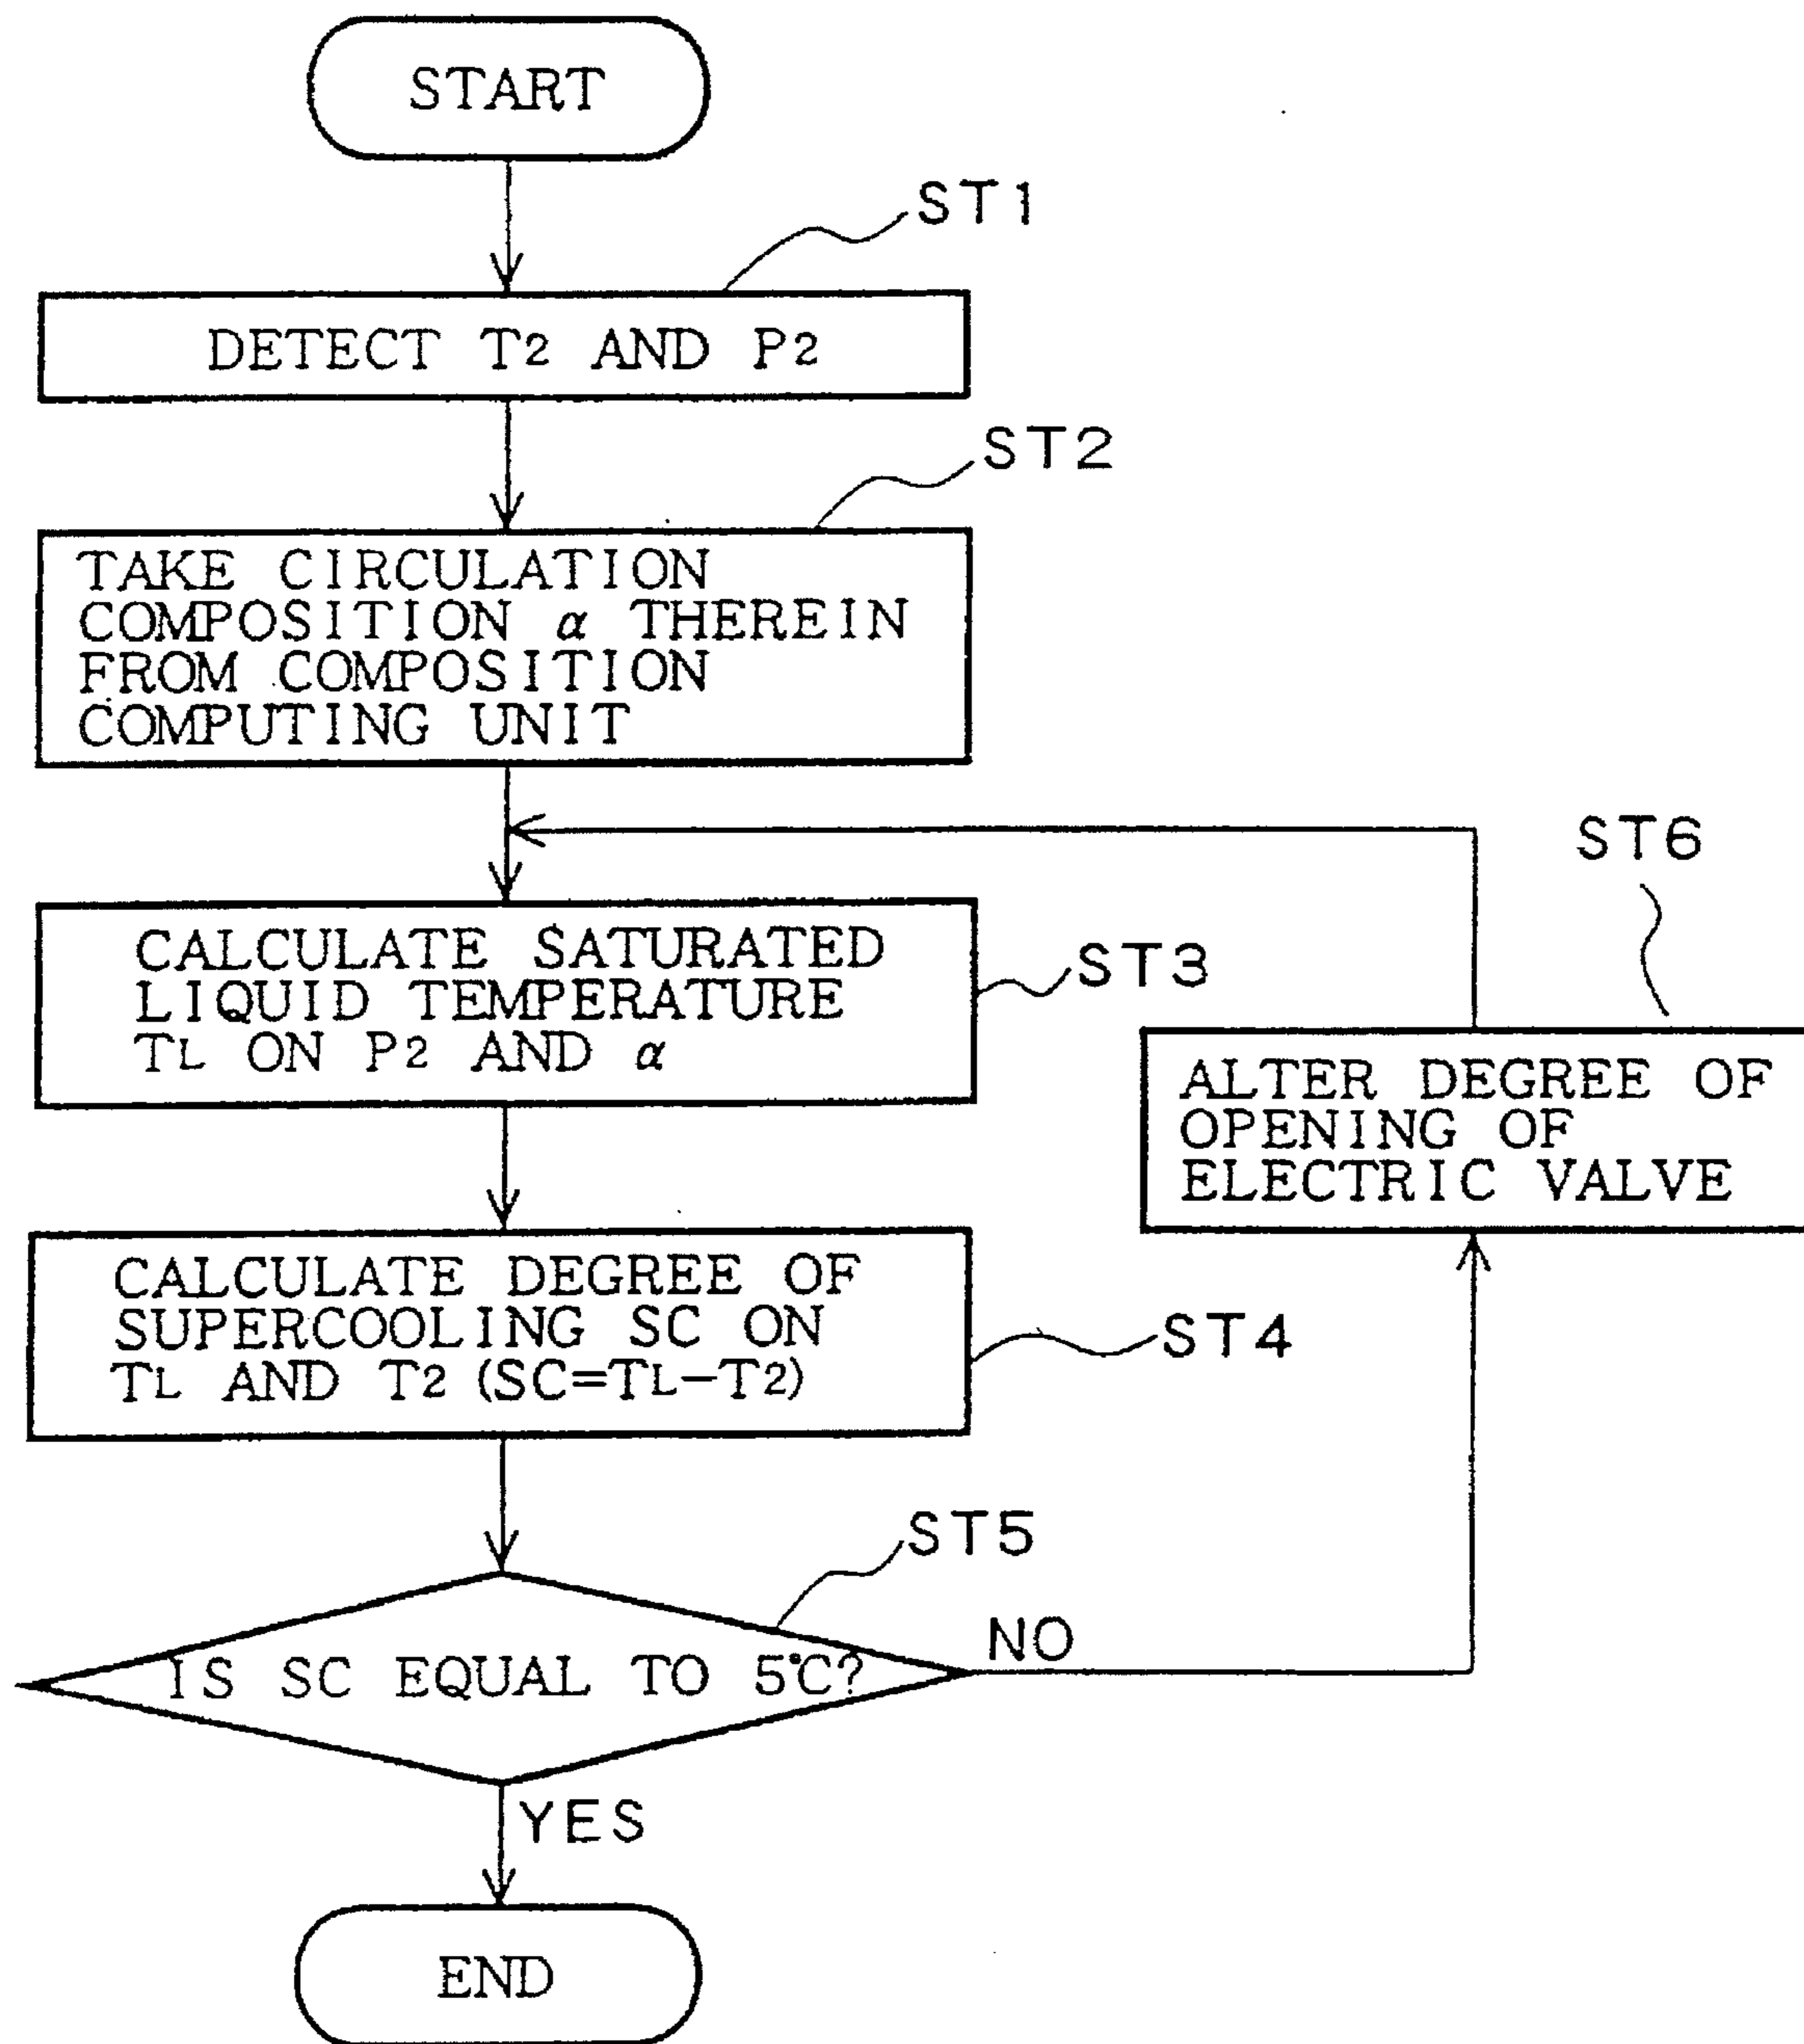 START
ST1
DETECT T2 AND P2
ST2
TAKE CIRCULATION
COMPOSITION α THEREIN
FROM COMPOSITION
COMPUTING UNIT
ST6
CALCULATE SATURATED
LIQUID TEMPERATURE
TL ON P2 AND α
ST3
ALTER DEGREE OF
OPENING OF
ELECTRIC VALVE
CALCULATE DEGREE OF
SUPERCOOLING SC ON
TL AND T2 (SC=TL-T2)
ST4
ST5
IS SC EQUAL TO 5℃?
NO
YES
END